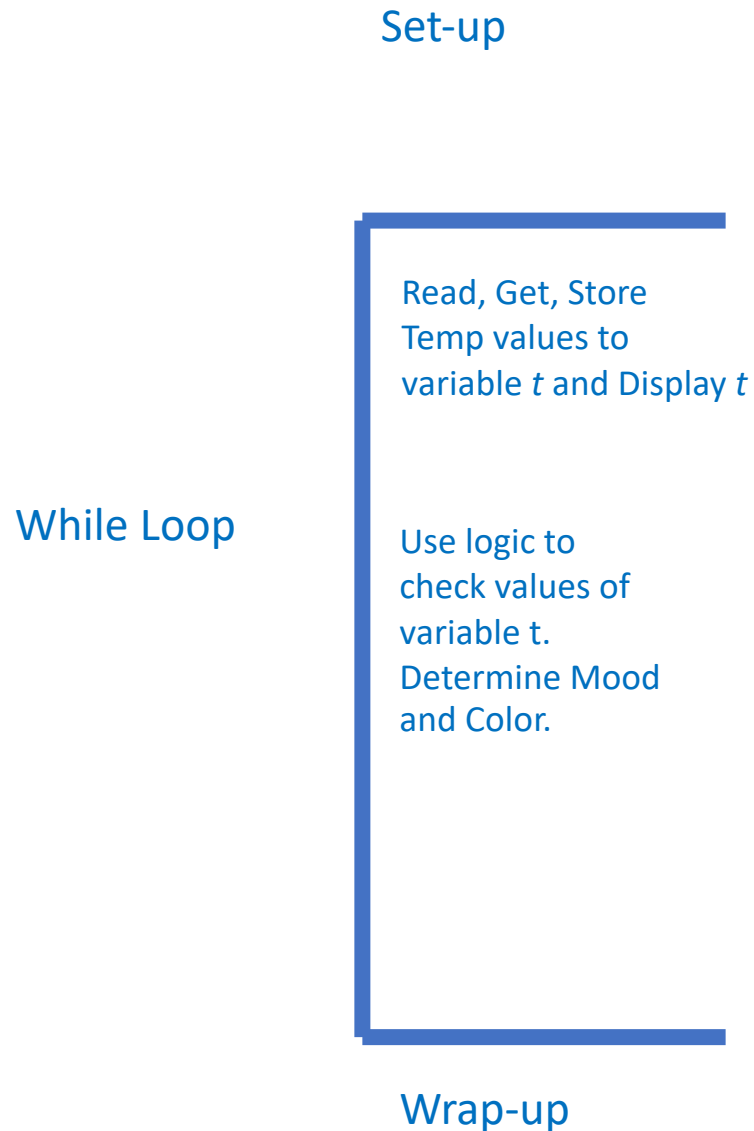 Set-up
Read, Get, Store
Temp values to
variable t and Display t
While Loop
Use logic to
check values of
variable t.
Determine Mood
and Color.
Wrap-up